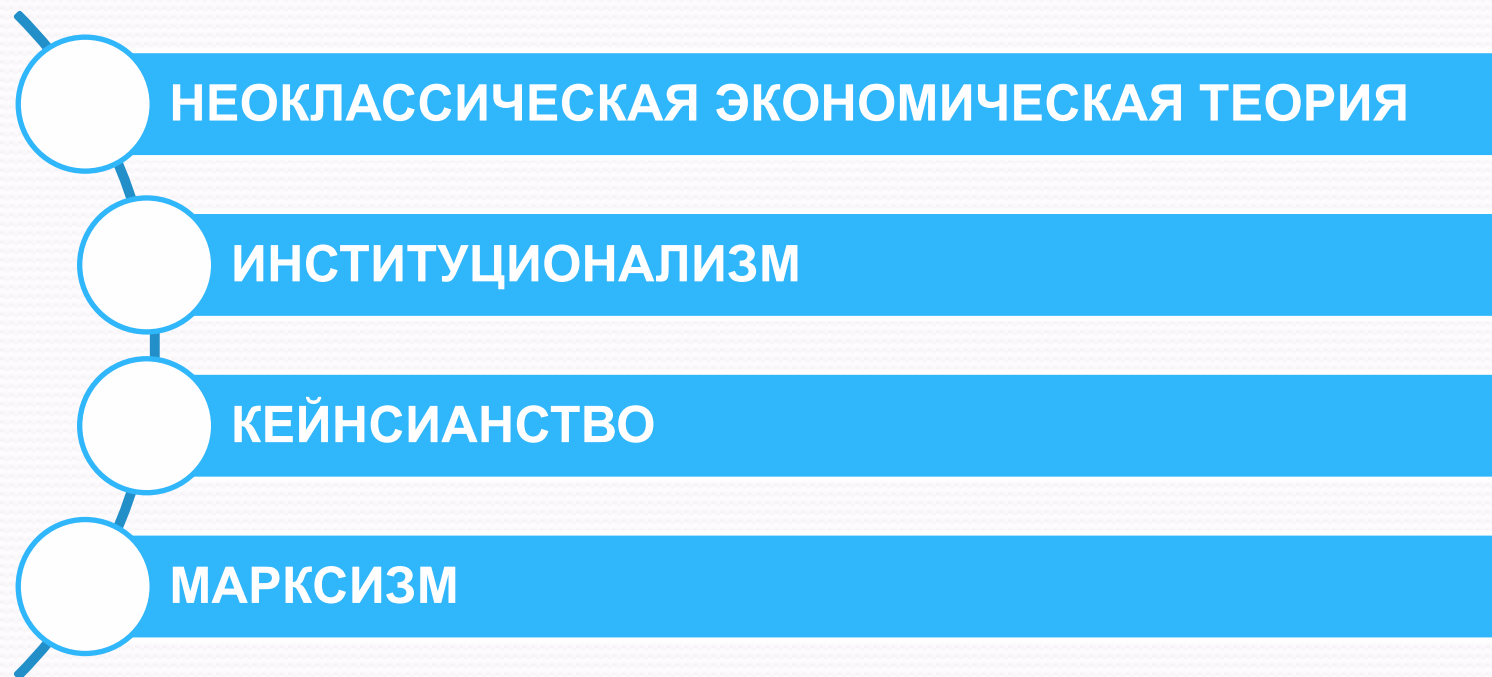 НЕОКЛАССИЧЕСКАЯ ЭКОНОМИЧЕСКАЯ ТЕОРИЯ
ИНСТИТУЦИОНАЛИЗМ
КЕЙНСИАНСТВО
МАРКСИЗМ